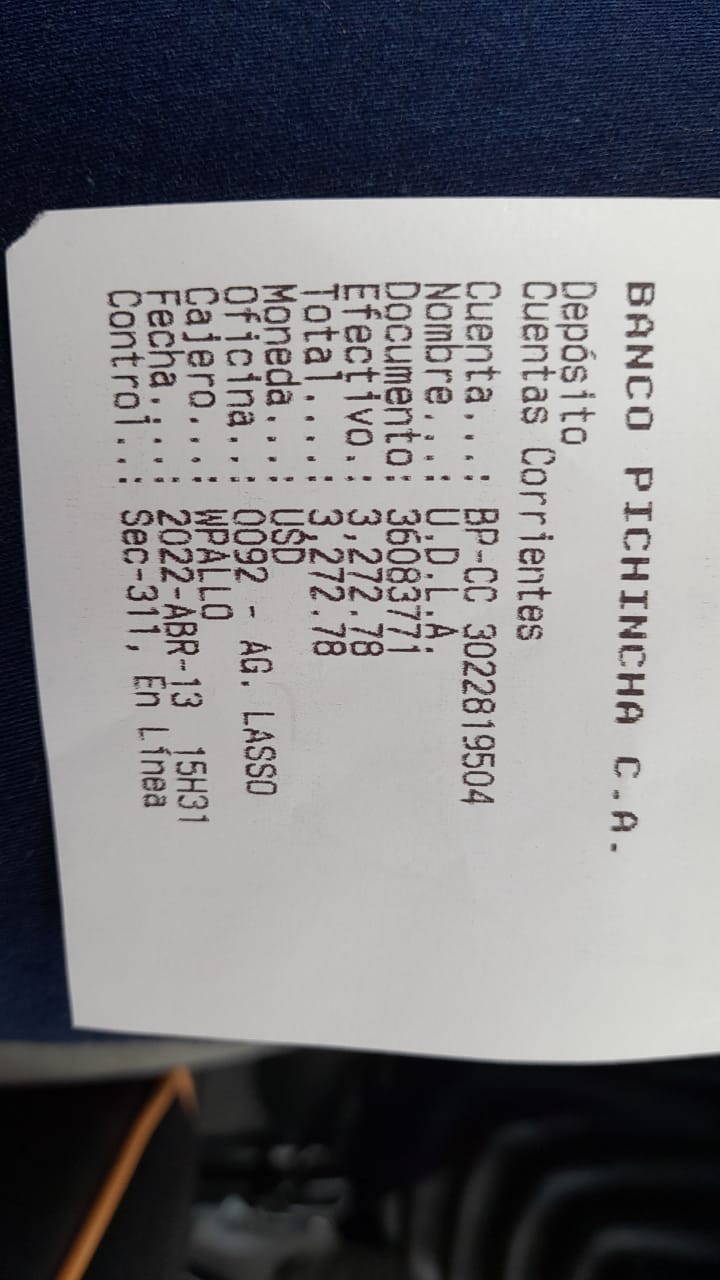 BANCO PICHINCHA C.A.
Depósito
Cuentas Corrientes
Cuenta...: BP-CC 3022819504
Nombre...: U.D.L.A.
Documento: 36083771
Efectivo.: 3,272.78
Total....: 3,272.78
Moneda...: USD
Oficina..: 0092 - AG. LASSO
Cajero...: WPALLO
Fecha....: 2022-ABR-13 15H31
Control..: Sec-311, En Línea